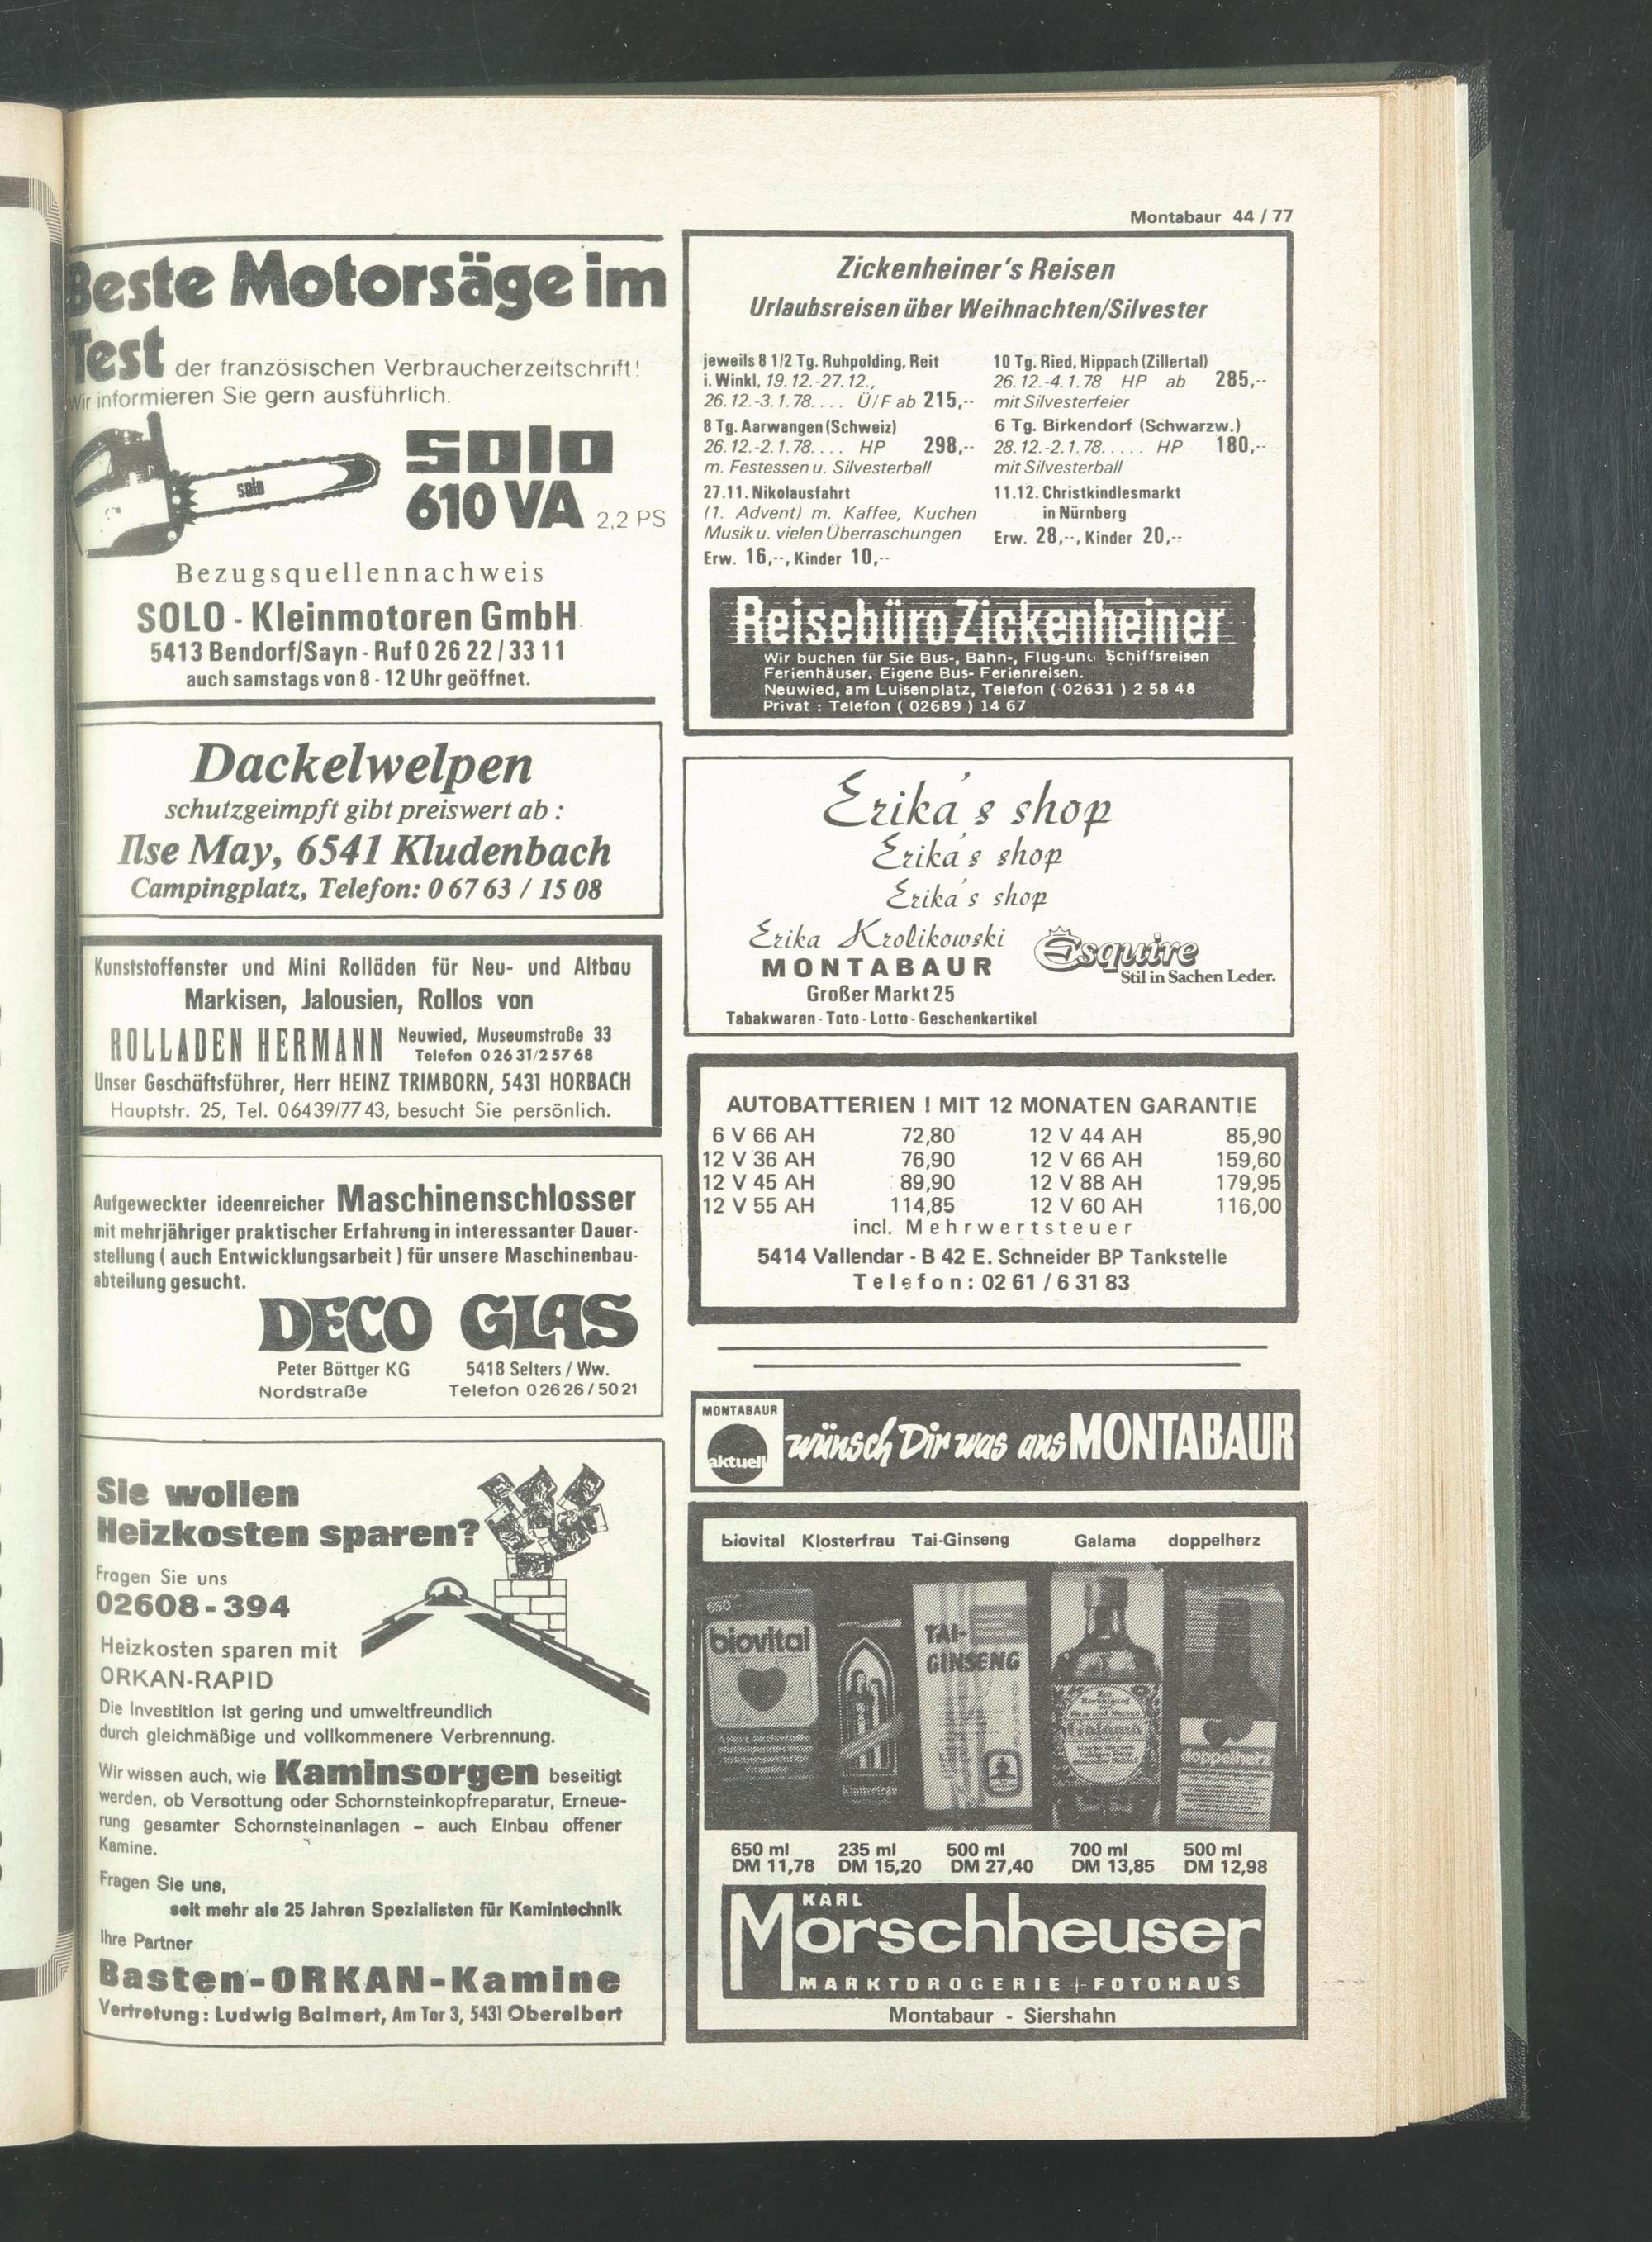 Montabaur 44 / 77
Beste Motorsäge im
Test der französischen Verbraucherzeitschrift!
Wir informieren Sie gern ausführlich.
solo
solo
610 VA 2,2 PS
Bezugsquellennachweis
SOLO - Kleinmotoren GmbH
5413 Bendorf/Sayn - Ruf 0 26 22 / 33 11
auch samstags von 8 - 12 Uhr geöffnet.
Dackelwelpen
schutzgeimpft gibt preiswert ab :
Ilse May, 6541 Kludenbach
Campingplatz, Telefon: 0 67 63 / 15 08
Kunststoffenster und Mini Rolläden für Neu- und Altbau
Markisen, Jalousien, Rollos von
ROLLADEN HERMANN Neuwied, Museumstraße 33
Telefon 0 26 31/2 57 68
Unser Geschäftsführer, Herr HEINZ TRIMBORN, 5431 HORBACH
Hauptstr. 25, Tel. 06439/77 43, besucht Sie persönlich.
Aufgeweckter ideenreicher Maschinenschlosser
mit mehrjähriger praktischer Erfahrung in interessanter Dauer-
stellung ( auch Entwicklungsarbeit ) für unsere Maschinenbau-
abteilung gesucht.
DECO GLAS
Peter Böttger KG 5418 Selters / Ww.
Nordstraße Telefon 0 26 26 / 50 21
Sie wollen
Heizkosten sparen?
Fragen Sie uns
02608 - 394
Heizkosten sparen mit
ORKAN-RAPID
Die Investition ist gering und umweltfreundlich
durch gleichmäßige und vollkommenere Verbrennung.
Wir wissen auch, wie Kaminsorgen beseitigt
werden, ob Versottung oder Schornsteinkopfreparatur, Erneue-
rung gesamter Schornsteinanlagen – auch Einbau offener
Kamine.
Fragen Sie uns,
seit mehr als 25 Jahren Spezialisten für Kamintechnik
Ihre Partner
Basten-ORKAN-Kamine
Vertretung: Ludwig Balmert, Am Tor 3, 5431 Oberelbert
Zickenheiner's Reisen
Urlaubsreisen über Weihnachten/Silvester
jeweils 8 1/2 Tg. Ruhpolding, Reit
i. Winkl, 19. 12.-27. 12.,
26. 12.-3. 1. 78. . . . Ü/F ab 215,--
8 Tg. Aarwangen (Schweiz)
26. 12.-2. 1. 78. . . . HP 298,--
m. Festessen u. Silvesterball
27.11. Nikolausfahrt
(1. Advent) m. Kaffee, Kuchen
Musik u. vielen Überraschungen
Erw. 16,--, Kinder 10,--
10 Tg. Ried, Hippach (Zillertal)
26. 12.-4. 1. 78 HP ab 285,--
mit Silvesterfeier
6 Tg. Birkendorf (Schwarzw.)
28. 12.-2. 1. 78. . . . . HP 180,--
mit Silvesterball
11.12. Christkindlesmarkt
in Nürnberg
Erw. 28,--, Kinder 20,--
Reisebüro Zickenheiner
Wir buchen für Sie Bus-, Bahn-, Flug-und Schiffsreisen
Ferienhäuser. Eigene Bus- Ferienreisen.
Neuwied, am Luisenplatz, Telefon ( 02631 ) 2 58 48
Privat : Telefon ( 02689 ) 14 67
Erika's shop
Erika's shop
Erika's shop
Erika Krolikowski
MONTABAUR
Großer Markt 25
Tabakwaren - Toto - Lotto - Geschenkartikel
Esquire
Stil in Sachen Leder.
AUTOBATTERIEN ! MIT 12 MONATEN GARANTIE
6 V 66 AH 72,80 12 V 44 AH 85,90
12 V 36 AH 76,90 12 V 66 AH 159,60
12 V 45 AH 89,90 12 V 88 AH 179,95
12 V 55 AH 114,85 12 V 60 AH 116,00
incl. Mehrwertsteuer
5414 Vallendar - B 42 E. Schneider BP Tankstelle
Telefon: 02 61 / 6 31 83
MONTABAUR
aktuell
wünsch Dir was aus MONTABAUR
biovital Klosterfrau Tai-Ginseng Galama doppelherz
650
biovital
TAI-
GINSENG
Galama
doppelherz
Klosterfrau
650 ml 235 ml 500 ml 700 ml 500 ml
DM 11,78 DM 15,20 DM 27,40 DM 13,85 DM 12,98
KARL
Morschheuser
MARKTDROGERIE + FOTOHAUS
Montabaur - Siershahn